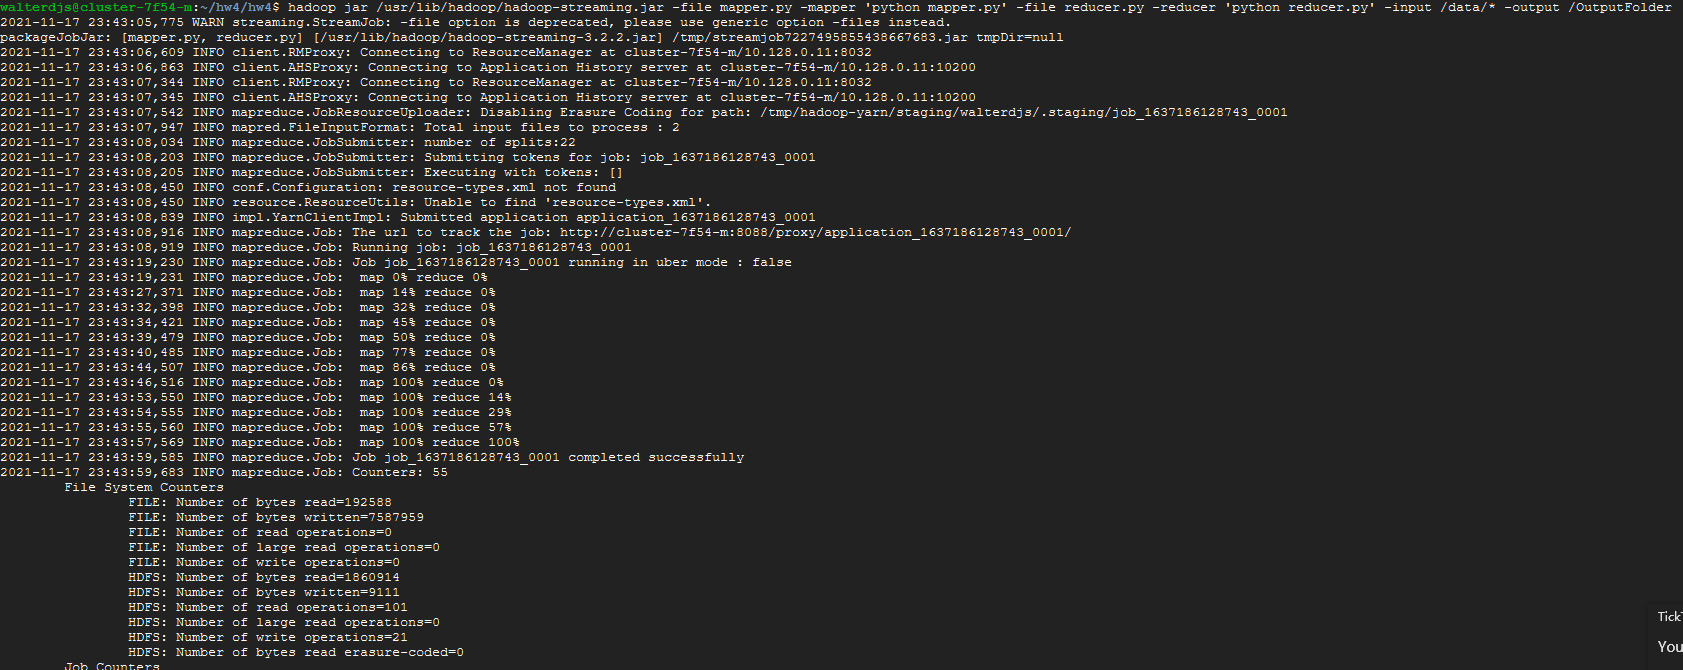 walterdjs@cluster-7f54-m:~/hw4/hw4$ hadoop jar /usr/lib/hadoop/hadoop-streaming.jar -file mapper.py -mapper 'python mapper.py' -file reducer.py -reducer 'python reducer.py' -input /data/* -output /OutputFolder
2021-11-17 23:43:05,775 WARN streaming.StreamJob: -file option is deprecated, please use generic option -files instead.
packageJobJar: [mapper.py, reducer.py] [/usr/lib/hadoop/hadoop-streaming-3.2.2.jar] /tmp/streamjob7227495855438667683.jar tmpDir=null
2021-11-17 23:43:06,609 INFO client.RMProxy: Connecting to ResourceManager at cluster-7f54-m/10.128.0.11:8032
2021-11-17 23:43:06,863 INFO client.AHSProxy: Connecting to Application History server at cluster-7f54-m/10.128.0.11:10200
2021-11-17 23:43:07,344 INFO client.RMProxy: Connecting to ResourceManager at cluster-7f54-m/10.128.0.11:8032
2021-11-17 23:43:07,345 INFO client.AHSProxy: Connecting to Application History server at cluster-7f54-m/10.128.0.11:10200
2021-11-17 23:43:07,542 INFO mapreduce.JobResourceUploader: Disabling Erasure Coding for path: /tmp/hadoop-yarn/staging/walterdjs/.staging/job_1637186128743_0001
2021-11-17 23:43:07,947 INFO mapred.FileInputFormat: Total input files to process : 2
2021-11-17 23:43:08,034 INFO mapreduce.JobSubmitter: number of splits:22
2021-11-17 23:43:08,203 INFO mapreduce.JobSubmitter: Submitting tokens for job: job_1637186128743_0001
2021-11-17 23:43:08,205 INFO mapreduce.JobSubmitter: Executing with tokens: []
2021-11-17 23:43:08,450 INFO conf.Configuration: resource-types.xml not found
2021-11-17 23:43:08,450 INFO resource.ResourceUtils: Unable to find 'resource-types.xml'.
2021-11-17 23:43:08,839 INFO impl.YarnClientImpl: Submitted application application_1637186128743_0001
2021-11-17 23:43:08,916 INFO mapreduce.Job: The url to track the job: http://cluster-7f54-m:8088/proxy/application_1637186128743_0001/
2021-11-17 23:43:08,919 INFO mapreduce.Job: Running job: job_1637186128743_0001
2021-11-17 23:43:19,230 INFO mapreduce.Job: Job job_1637186128743_0001 running in uber mode : false
2021-11-17 23:43:19,231 INFO mapreduce.Job:  map 0% reduce 0%
2021-11-17 23:43:27,371 INFO mapreduce.Job:  map 14% reduce 0%
2021-11-17 23:43:32,398 INFO mapreduce.Job:  map 32% reduce 0%
2021-11-17 23:43:34,421 INFO mapreduce.Job:  map 45% reduce 0%
2021-11-17 23:43:39,479 INFO mapreduce.Job:  map 50% reduce 0%
2021-11-17 23:43:40,485 INFO mapreduce.Job:  map 77% reduce 0%
2021-11-17 23:43:44,507 INFO mapreduce.Job:  map 86% reduce 0%
2021-11-17 23:43:46,516 INFO mapreduce.Job:  map 100% reduce 0%
2021-11-17 23:43:53,550 INFO mapreduce.Job:  map 100% reduce 14%
2021-11-17 23:43:54,555 INFO mapreduce.Job:  map 100% reduce 29%
2021-11-17 23:43:55,560 INFO mapreduce.Job:  map 100% reduce 57%
2021-11-17 23:43:57,569 INFO mapreduce.Job:  map 100% reduce 100%
2021-11-17 23:43:59,585 INFO mapreduce.Job: Job job_1637186128743_0001 completed successfully
2021-11-17 23:43:59,683 INFO mapreduce.Job: Counters: 55
File System Counters
FILE: Number of bytes read=192588
FILE: Number of bytes written=7587959
FILE: Number of read operations=0
FILE: Number of large read operations=0
FILE: Number of write operations=0
HDFS: Number of bytes read=1860914
HDFS: Number of bytes written=9111
HDFS: Number of read operations=101
HDFS: Number of large read operations=0
HDFS: Number of write operations=21
HDFS: Number of bytes read erasure-coded=0
Job Counters
Tick
You